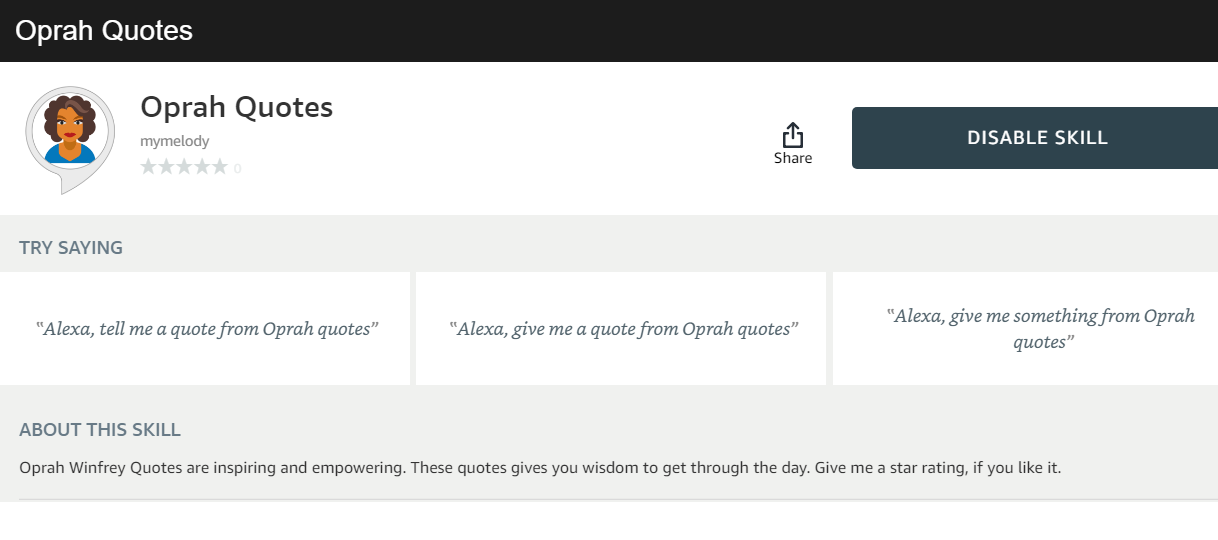 Oprah Quotes
Oprah Quotes
mymelody
0
Share
DISABLE SKILL
TRY SAYING
“Alexa, tell me a quote from Oprah quotes”
“Alexa, give me a quote from Oprah quotes”
“Alexa, give me something from Oprah
quotes”
ABOUT THIS SKILL
Oprah Winfrey Quotes are inspiring and empowering. These quotes gives you wisdom to get through the day. Give me a star rating, if you like it.